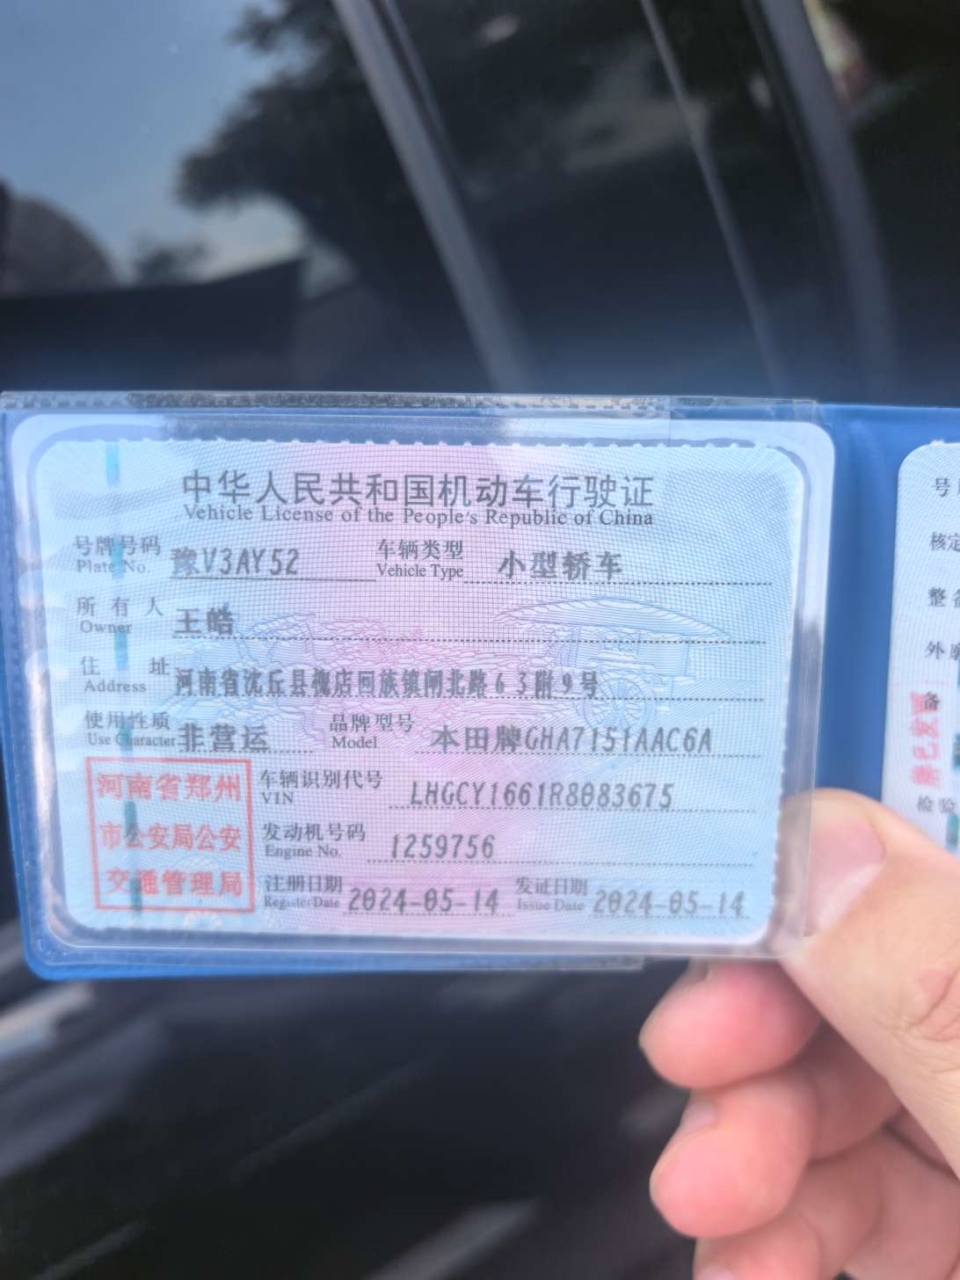 中华人民共和国机动车行驶证
Vehicle License of the People's Republic of China
号牌号码 豫V3AY52 车辆类型 小型轿车
Plate No. Vehicle Type
所有人 王皓
Owner
住址 河南省沈丘县槐店回族镇闸北路63附9号
Address
使用性质 非营运 品牌型号 本田牌GHA7151AAC6A
Use Character Model
河南省郑州
市公安局公安
交通管理局
车辆识别代号 LHGCY1661R8083675
VIN
发动机号码 1259756
Engine No.
注册日期 2024-05-14 发证日期 2024-05-14
Register Date Issue Date
号
核定
整备
外廓
备
检验